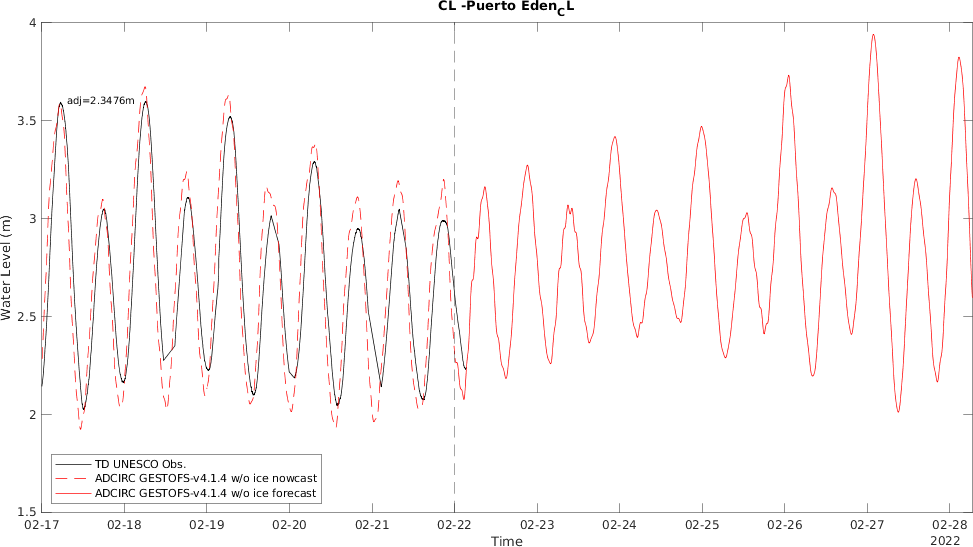 CL -Puerto Eden_CL
4
3.5
3
2.5
2
1.5
Water Level (m)
adj=2.3476m
TD UNESCO Obs.
ADCIRC GESTOFS-v4.1.4 w/o ice nowcast
ADCIRC GESTOFS-v4.1.4 w/o ice forecast
02-17 02-18 02-19 02-20 02-21 02-22 02-23 02-24 02-25 02-26 02-27 02-28
Time
2022